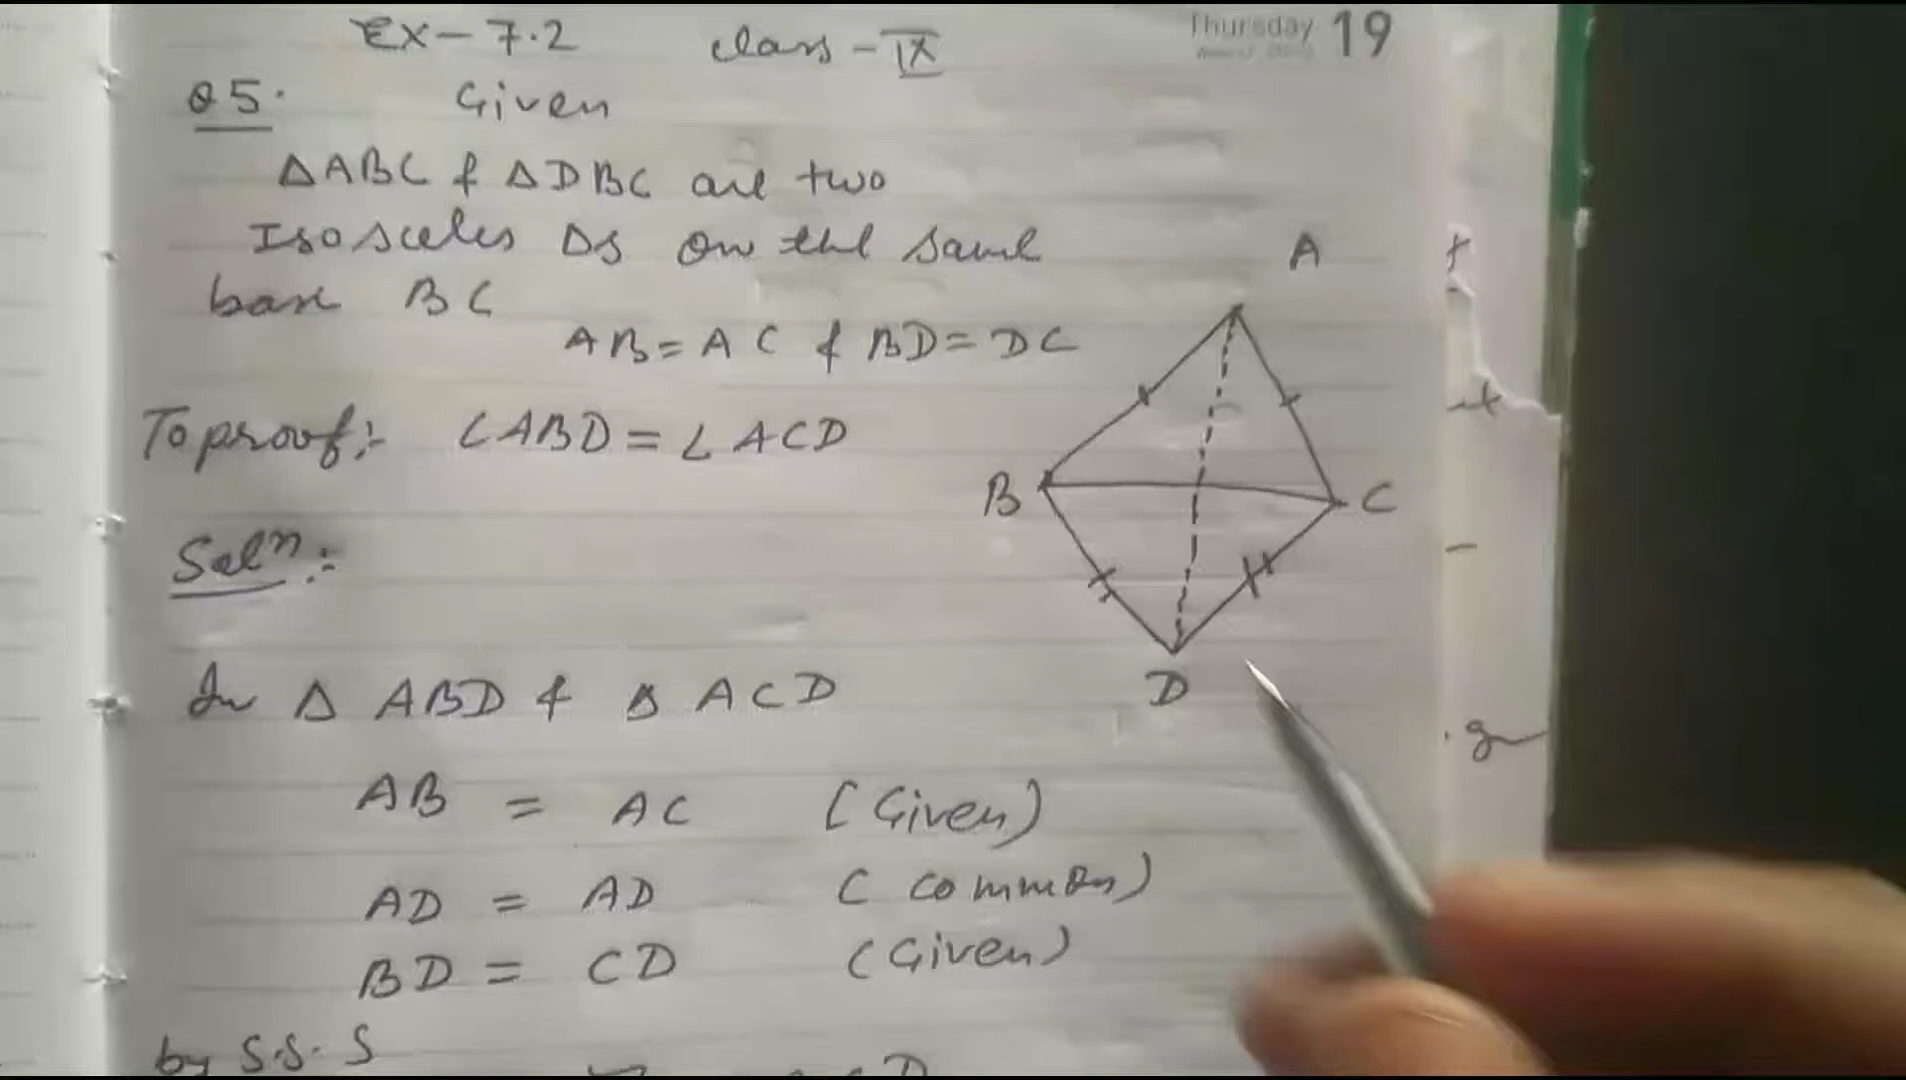 Thursday 19
Ex-7.2 class-IX
Q5. Given
ΔABC & ΔDBC are two
Isosceles Δs on the same
base BC
AB = AC & BD = DC
To proof:- ∠ABD = ∠ACD
A
B
C
D
Solⁿ:-
In Δ ABD & Δ ACD
AB = AC (Given)
AD = AD (common)
BD = CD (Given)
by S.S.S